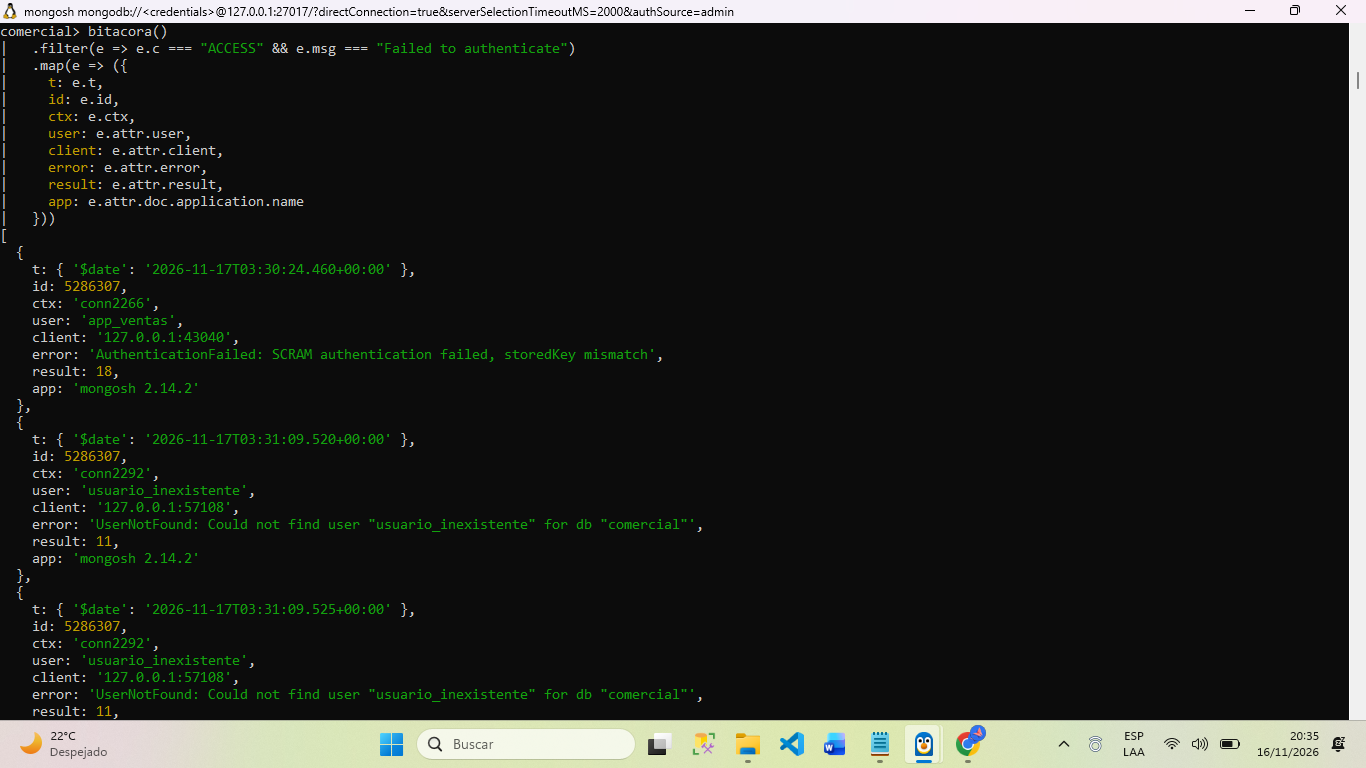 mongosh mongodb://<credentials>@127.0.0.1:27017/?directConnection=true&serverSelectionTimeoutMS=2000&authSource=admin
comercial> bitacora()
|   .filter(e => e.c === "ACCESS" && e.msg === "Failed to authenticate")
|   .map(e => ({
|     t: e.t,
|     id: e.id,
|     ctx: e.ctx,
|     user: e.attr.user,
|     client: e.attr.client,
|     error: e.attr.error,
|     result: e.attr.result,
|     app: e.attr.doc.application.name
|   }))
[
  {
    t: { '$date': '2026-11-17T03:30:24.460+00:00' },
    id: 5286307,
    ctx: 'conn2266',
    user: 'app_ventas',
    client: '127.0.0.1:43040',
    error: 'AuthenticationFailed: SCRAM authentication failed, storedKey mismatch',
    result: 18,
    app: 'mongosh 2.14.2'
  },
  {
    t: { '$date': '2026-11-17T03:31:09.520+00:00' },
    id: 5286307,
    ctx: 'conn2292',
    user: 'usuario_inexistente',
    client: '127.0.0.1:57108',
    error: 'UserNotFound: Could not find user "usuario_inexistente" for db "comercial"',
    result: 11,
    app: 'mongosh 2.14.2'
  },
  {
    t: { '$date': '2026-11-17T03:31:09.525+00:00' },
    id: 5286307,
    ctx: 'conn2292',
    user: 'usuario_inexistente',
    client: '127.0.0.1:57108',
    error: 'UserNotFound: Could not find user "usuario_inexistente" for db "comercial"',
    result: 11,
22°C
Despejado
Buscar
ESP
LAA
20:35
16/11/2026